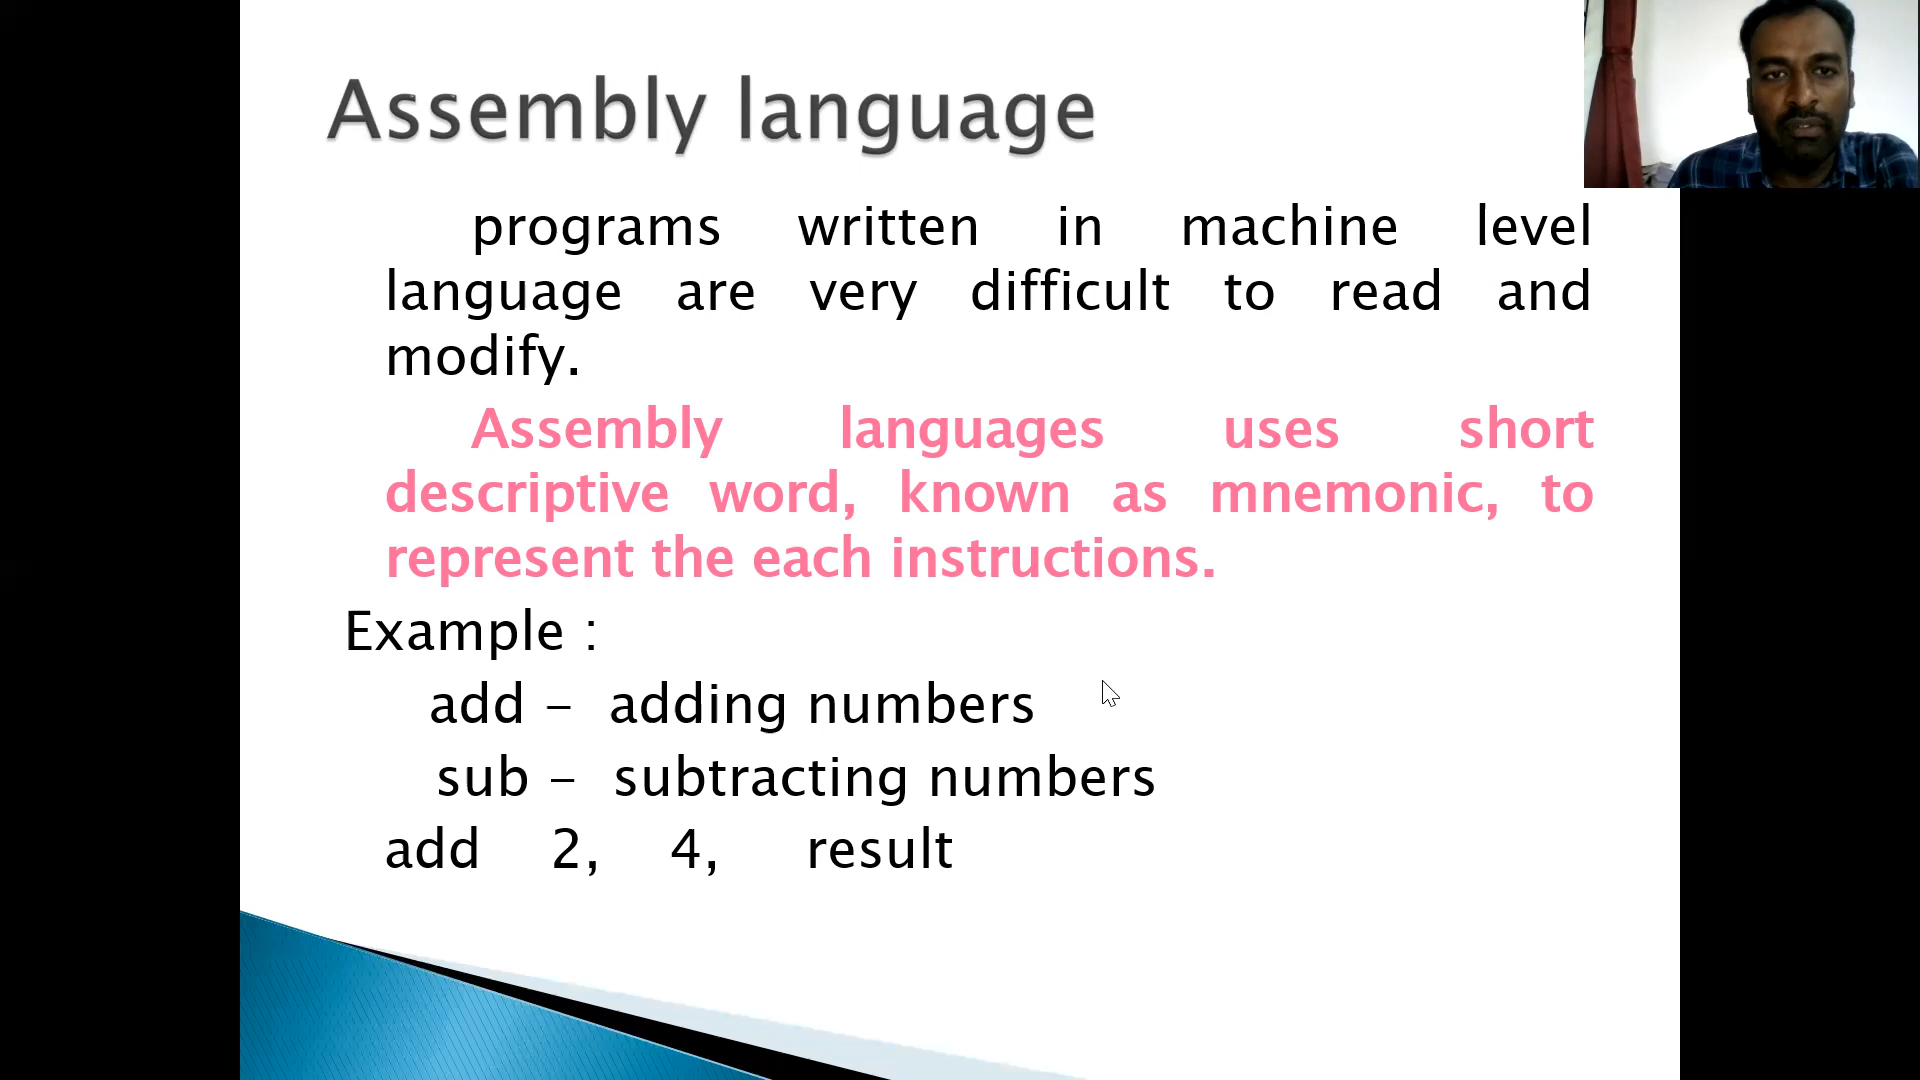 Assembly language
programs written in machine level
language are very difficult to read and
modify.
Assembly languages uses short
descriptive word, known as mnemonic, to
represent the each instructions.
Example :
add – adding numbers
sub – subtracting numbers
add 2, 4, result